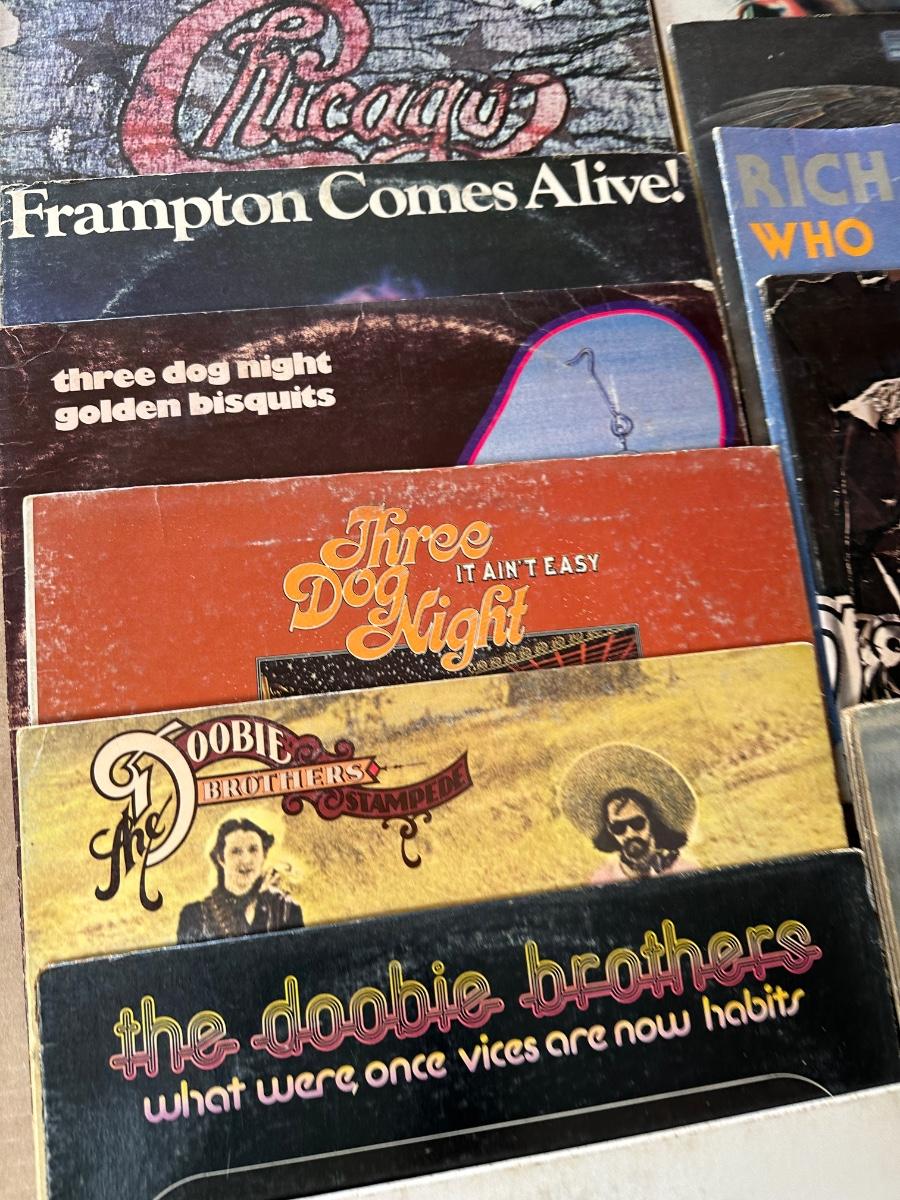 Chicago
Frampton Comes Alive!
three dog night
golden bisquits
Three
Dog
Night
IT AIN'T EASY
The DOOBIE
BROTHERS
STAMPEDE
the doobie brothers
what were once vices are now habits
RICH
WHO